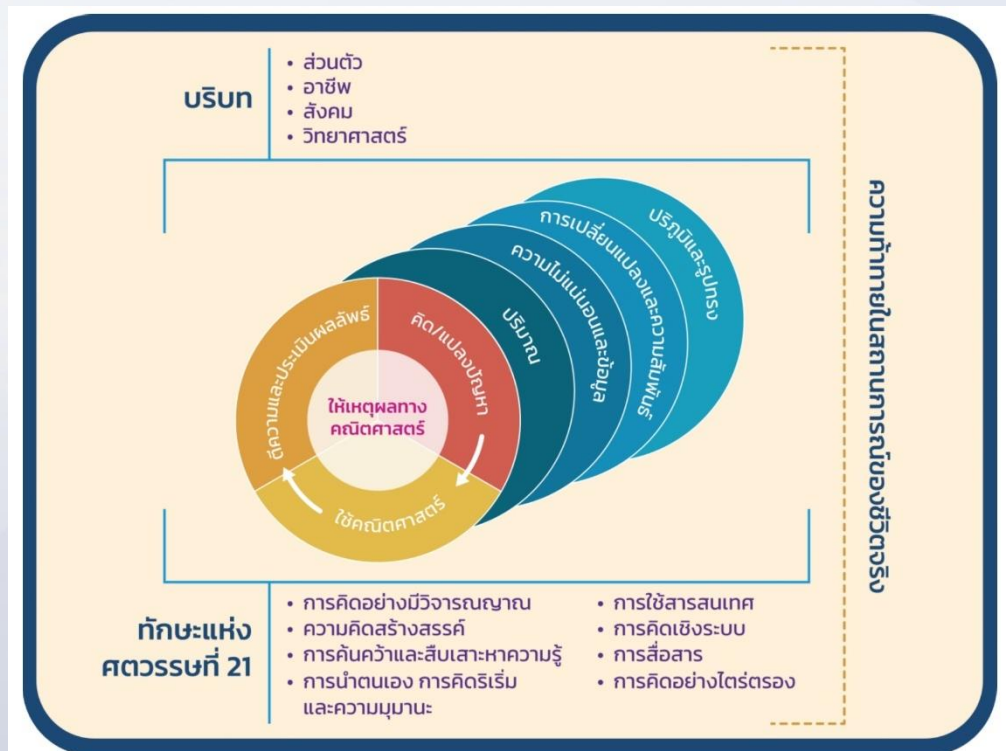 บริบท
• ส่วนตัว
• อาชีพ
• สังคม
• วิทยาศาสตร์
ปริภูมิและรูปทรง
การเปลี่ยนแปลงและความสัมพันธ์
ความไม่แน่นอนและข้อมูล
ปริมาณ
คิด/แปลงปัญหา
ใช้คณิตศาสตร์
ตีความและประเมินผลลัพธ์
ให้เหตุผลทาง
คณิตศาสตร์
ความท้าทายในสถานการณ์ของชีวิตจริง
ทักษะแห่ง
ศตวรรษที่ 21
• การคิดอย่างมีวิจารณญาณ
• ความคิดสร้างสรรค์
• การค้นคว้าและสืบเสาะหาความรู้
• การนำตนเอง การคิดริเริ่ม
และความมุมานะ
• การใช้สารสนเทศ
• การคิดเชิงระบบ
• การสื่อสาร
• การคิดอย่างไตร่ตรอง